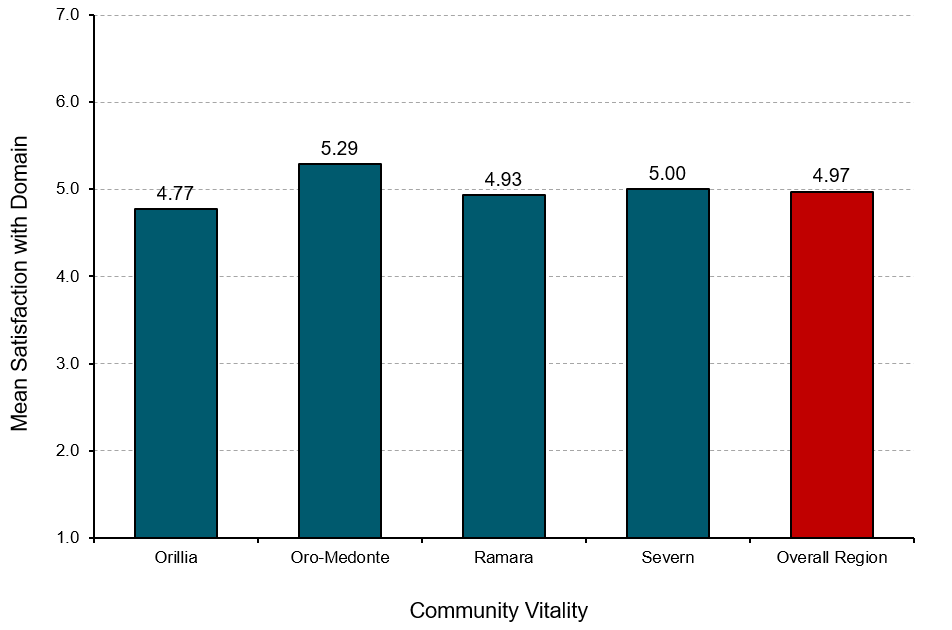 7.0
6.0
5.0
4.0
3.0
2.0
1.0
Mean Satisfaction with Domain
4.77
5.29
4.93
5.00
4.97
Orillia
Oro-Medonte
Ramara
Severn
Overall Region
Community Vitality